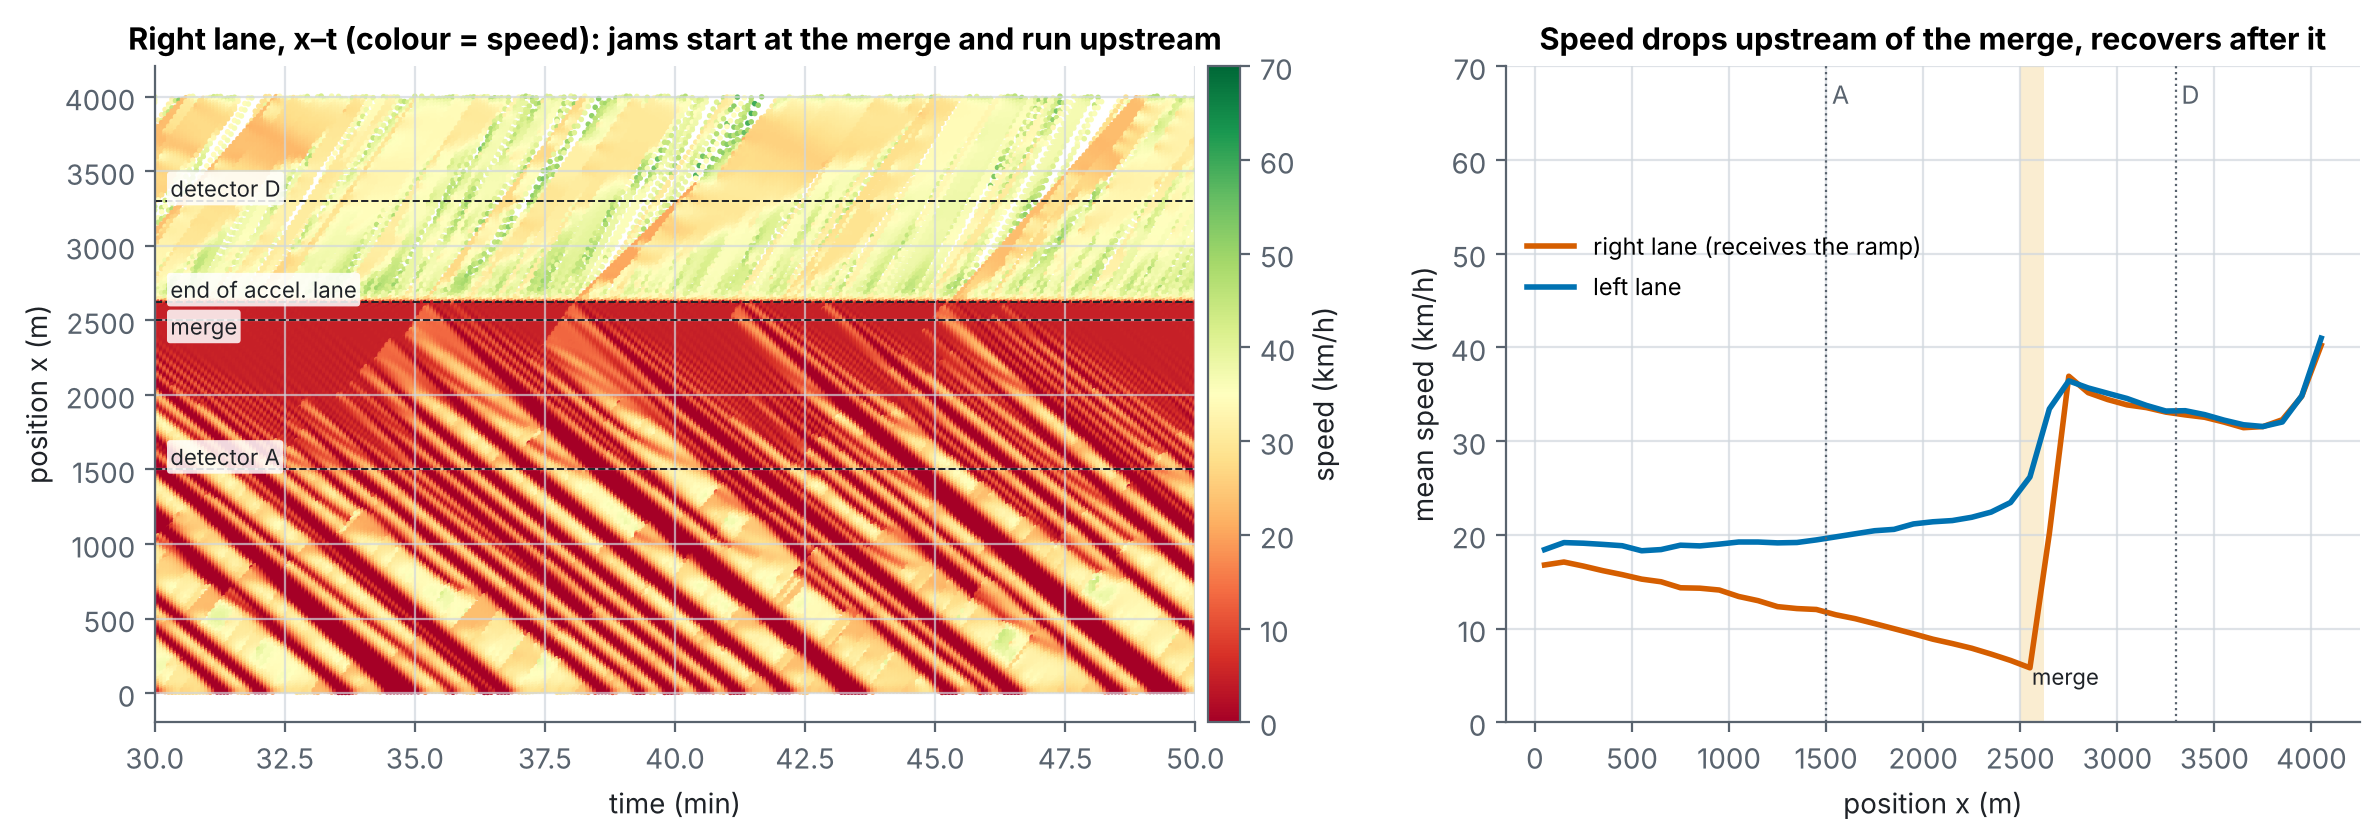 Right lane, x–t (colour = speed): jams start at the merge and run upstream
4000
3500
3000
2500
2000
1500
1000
500
0
position x (m)
detector D
end of accel. lane
merge
detector A
30.0
32.5
35.0
37.5
40.0
42.5
45.0
47.5
50.0
time (min)
70
60
50
40
30
20
10
0
speed (km/h)
Speed drops upstream of the merge, recovers after it
70
60
50
40
30
20
10
0
mean speed (km/h)
A
D
right lane (receives the ramp)
left lane
merge
0
500
1000
1500
2000
2500
3000
3500
4000
position x (m)